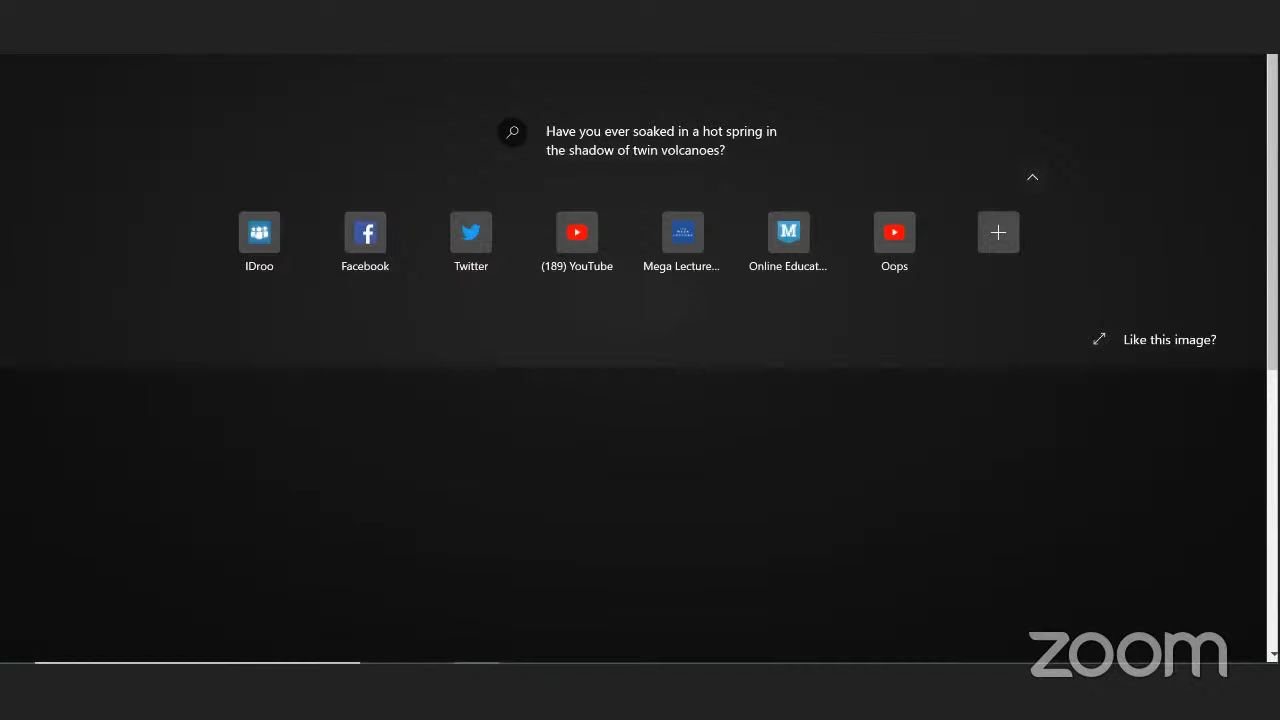 Have you ever soaked in a hot spring in
the shadow of twin volcanoes?
IDroo
Facebook
Twitter
(189) YouTube
Mega Lecture...
Online Educat...
Oops
Like this image?
zoom